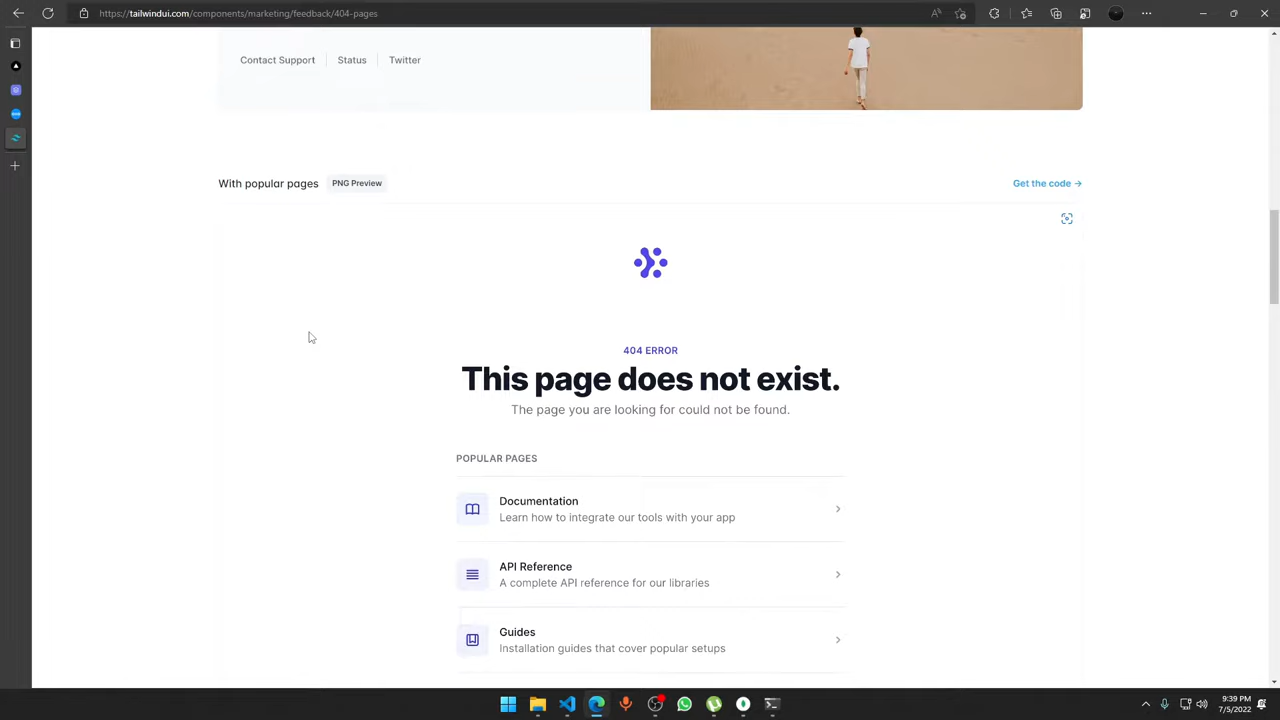 https://tailwindui.com/components/marketing/feedback/404-pages
Contact Support
Status
Twitter
With popular pages
PNG Preview
Get the code →
404 ERROR
This page does not exist.
The page you are looking for could not be found.
POPULAR PAGES
Documentation
Learn how to integrate our tools with your app
API Reference
A complete API reference for our libraries
Guides
Installation guides that cover popular setups
9:39 PM
7/5/2022